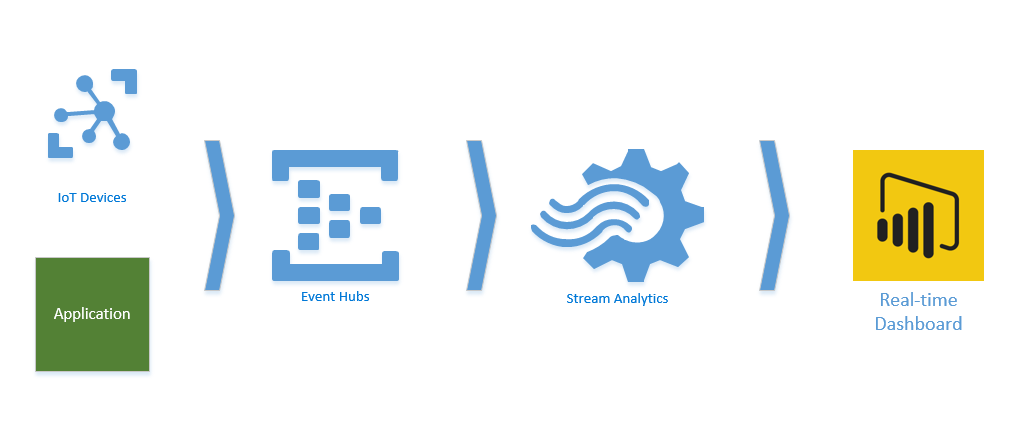 IoT Devices
Application
Event Hubs
Stream Analytics
Real-time
Dashboard